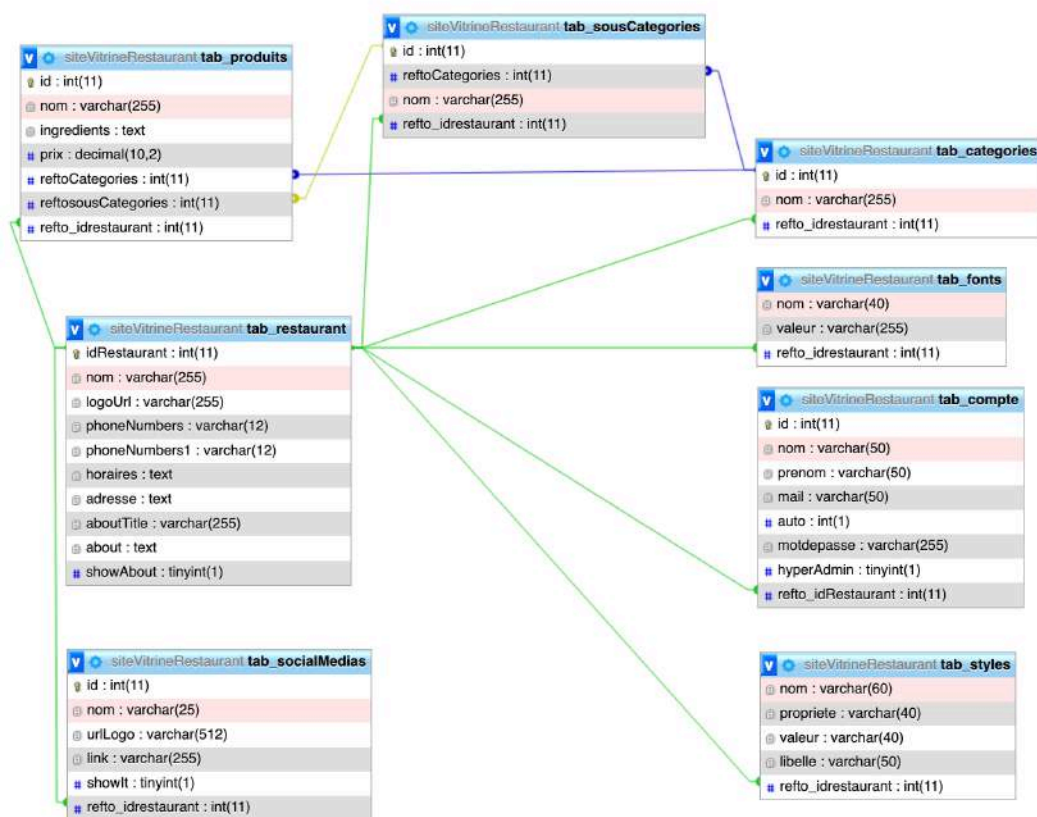 siteVitrineRestaurant tab_sousCategories
id : int(11)
reftoCategories : int(11)
nom : varchar(255)
refto_idrestaurant : int(11)
siteVitrineRestaurant tab_produits
id : int(11)
nom : varchar(255)
ingredients : text
prix : decimal(10,2)
reftoCategories : int(11)
reftosousCategories : int(11)
refto_idrestaurant : int(11)
siteVitrineRestaurant tab_categories
id : int(11)
nom : varchar(255)
refto_idrestaurant : int(11)
siteVitrineRestaurant tab_fonts
nom : varchar(40)
valeur : varchar(255)
refto_idrestaurant : int(11)
siteVitrineRestaurant tab_restaurant
idRestaurant : int(11)
nom : varchar(255)
logoUrl : varchar(255)
phoneNumbers : varchar(12)
phoneNumbers1 : varchar(12)
horaires : text
adresse : text
aboutTitle : varchar(255)
about : text
showAbout : tinyint(1)
siteVitrineRestaurant tab_compte
id : int(11)
nom : varchar(50)
prenom : varchar(50)
mail : varchar(50)
auto : int(1)
motdepasse : varchar(255)
hyperAdmin : tinyint(1)
refto_idRestaurant : int(11)
siteVitrineRestaurant tab_socialMedias
id : int(11)
nom : varchar(25)
urlLogo : varchar(512)
link : varchar(255)
showIt : tinyint(1)
refto_idrestaurant : int(11)
siteVitrineRestaurant tab_styles
nom : varchar(60)
propriete : varchar(40)
valeur : varchar(40)
libelle : varchar(50)
refto_idrestaurant : int(11)